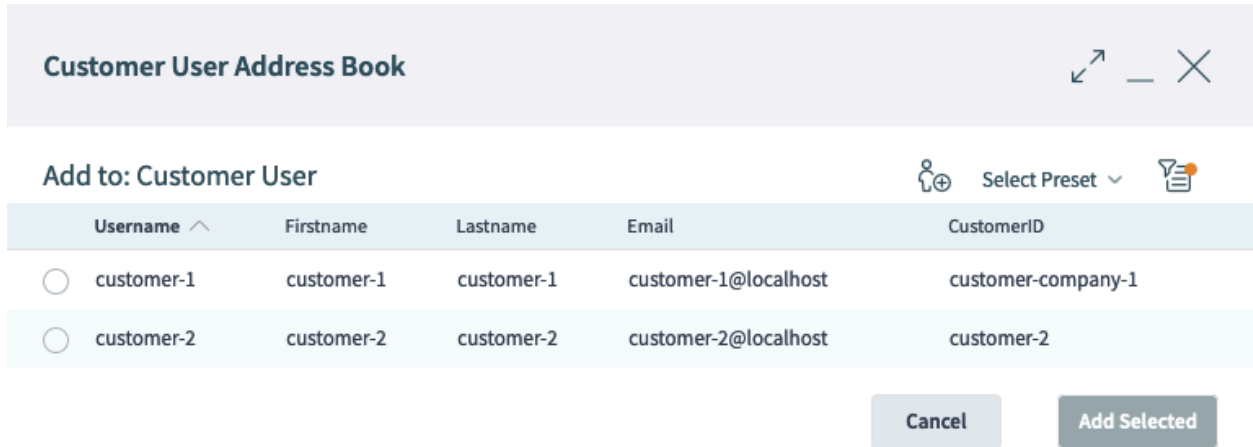 Customer User Address Book
Add to: Customer User
Select Preset
Username Firstname Lastname Email CustomerID
customer-1 customer-1 customer-1 customer-1@localhost customer-company-1
customer-2 customer-2 customer-2 customer-2@localhost customer-2
Cancel Add Selected